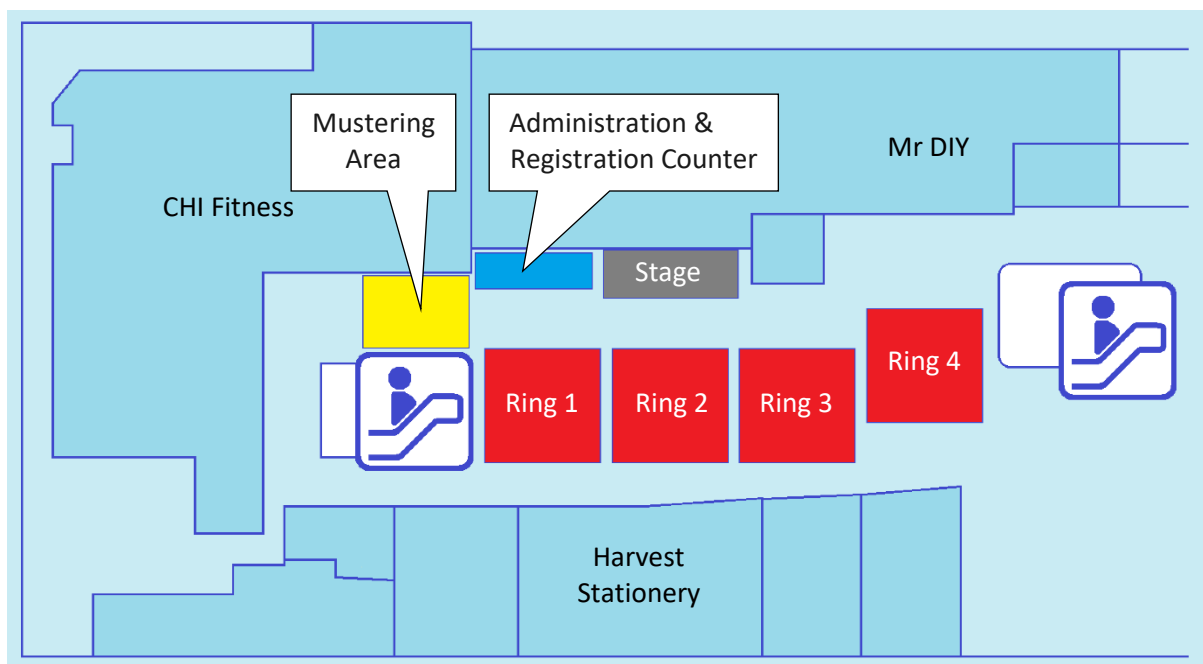 Mustering
Area
Administration &
Registration Counter
Mr DIY
CHI Fitness
Stage
Ring 1
Ring 2
Ring 3
Ring 4
Harvest
Stationery